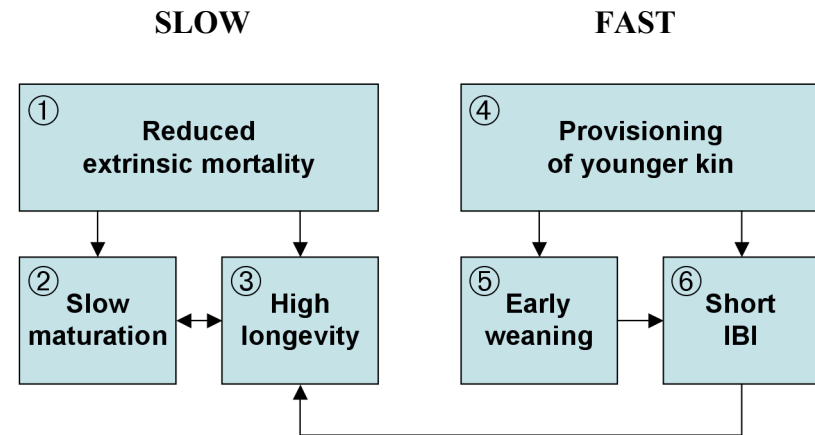 SLOW
FAST
① Reduced
extrinsic mortality
④ Provisioning
of younger kin
② Slow
maturation
③ High
longevity
⑤ Early
weaning
⑥ Short
IBI